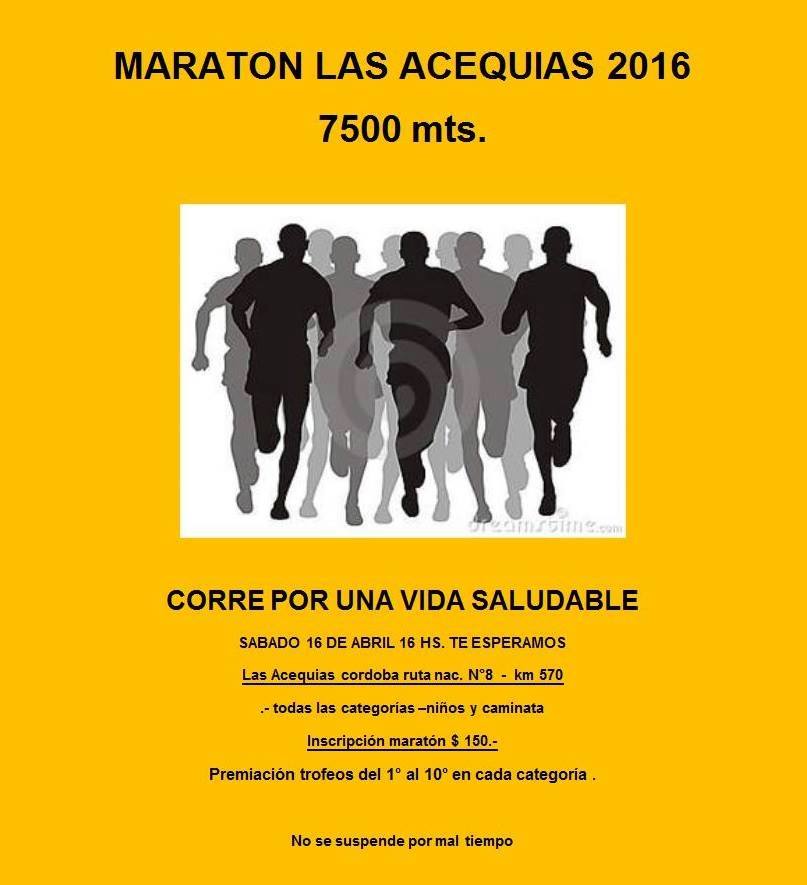 MARATON LAS ACEQUIAS 2016
7500 mts.
dreamstime.com
CORRE POR UNA VIDA SALUDABLE
SABADO 16 DE ABRIL 16 HS. TE ESPERAMOS
Las Acequias cordoba ruta nac. N°8 - km 570
.- todas las categorías –niños y caminata
Inscripción maratón $ 150.-
Premiación trofeos del 1° al 10° en cada categoría .
No se suspende por mal tiempo